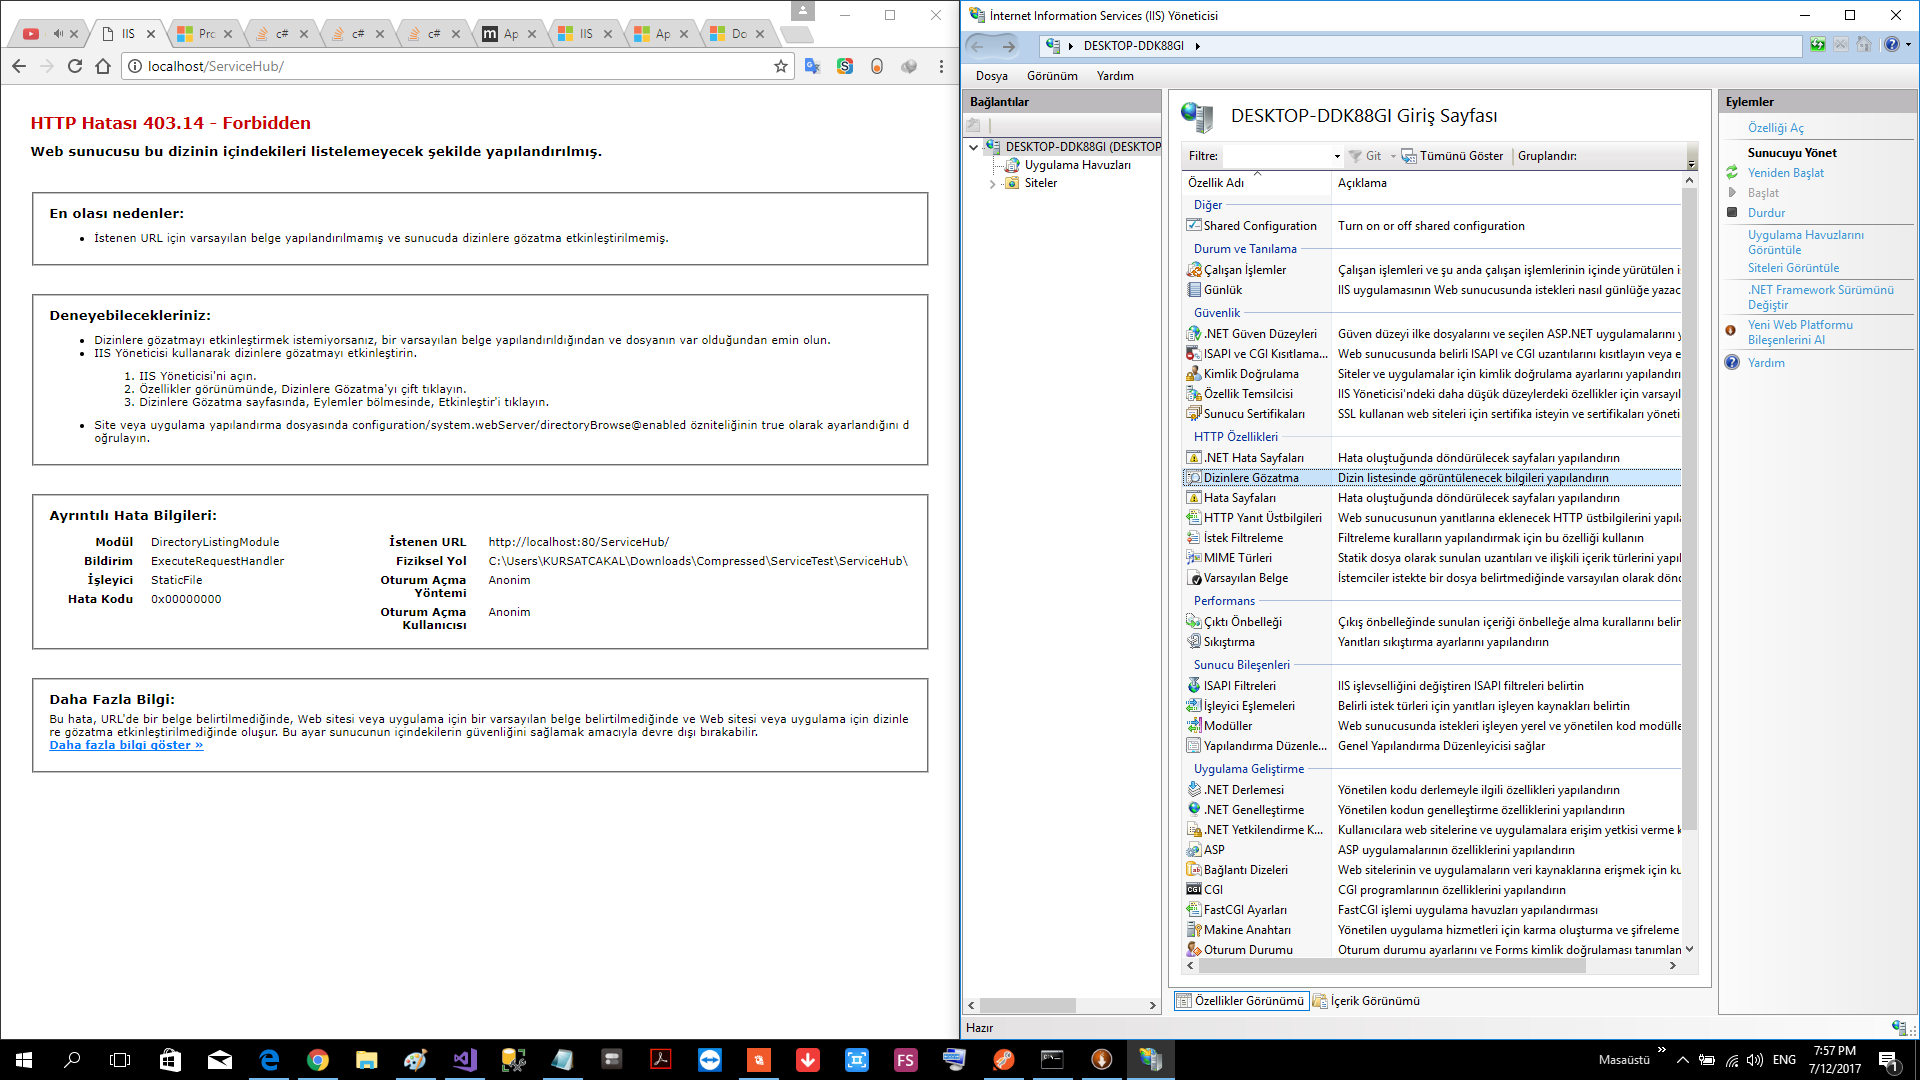 IIS
Pro
c#
c#
c#
Ap
IIS
Ap
Do
localhost/ServiceHub/
HTTP Hatası 403.14 - Forbidden
Web sunucusu bu dizinin içindekileri listelemeyecek şekilde yapılandırılmış.
En olası nedenler:
İstenen URL için varsayılan belge yapılandırılmamış ve sunucuda dizinlere gözatma etkinleştirilmemiş.
Deneyebilecekleriniz:
Dizinlere gözatmayı etkinleştirmek istemiyorsanız, bir varsayılan belge yapılandırıldığından ve dosyanın var olduğundan emin olun.
IIS Yöneticisi kullanarak dizinlere gözatmayı etkinleştirin.
1. IIS Yöneticisi'ni açın.
2. Özellikler görünümünde, Dizinlere Gözatma'yı çift tıklayın.
3. Dizinlere Gözatma sayfasında, Eylemler bölmesinde, Etkinleştir'i tıklayın.
Site veya uygulama yapılandırma dosyasında configuration/system.webServer/directoryBrowse@enabled özniteliğinin true olarak ayarlandığını d
oğrulayın.
Ayrıntılı Hata Bilgileri:
Modül DirectoryListingModule
Bildirim ExecuteRequestHandler
İşleyici StaticFile
Hata Kodu 0x00000000
İstenen URL http://localhost:80/ServiceHub/
Fiziksel Yol C:\Users\KURSATCAKAL\Downloads\Compressed\ServiceTest\ServiceHub\
Oturum Açma Anonim
Yöntemi
Oturum Açma Anonim
Kullanıcısı
Daha Fazla Bilgi:
Bu hata, URL'de bir belge belirtilmediğinde, Web sitesi veya uygulama için bir varsayılan belge belirtilmediğinde ve Web sitesi veya uygulama için dizinle
re gözatma etkinleştirilmediğinde oluşur. Bu ayar sunucunun içindekilerin güvenliğini sağlamak amacıyla devre dışı bırakabilir.
Daha fazla bilgi göster »
İnternet Information Services (IIS) Yöneticisi
DESKTOP-DDK88GI
Dosya Görünüm Yardım
Bağlantılar
DESKTOP-DDK88GI (DESKTOP
Uygulama Havuzları
Siteler
DESKTOP-DDK88GI Giriş Sayfası
Filtre: Git Tümünü Göster Gruplandır:
Özellik Adı Açıklama
Diğer
Shared Configuration Turn on or off shared configuration
Durum ve Tanılama
Çalışan İşlemler Çalışan işlemleri ve şu anda çalışan işlemlerinin içinde yürütülen i
Günlük IIS uygulamasının Web sunucusunda istekleri nasıl günlüğe yazac
Güvenlik
.NET Güven Düzeyleri Güven düzeyi ilke dosyalarını ve seçilen ASP.NET uygulamalarını y
ISAPI ve CGI Kısıtlama... Web sunucusunda belirli ISAPI ve CGI uzantılarını kısıtlayın veya e
Kimlik Doğrulama Siteler ve uygulamalar için kimlik doğrulama ayarlarını yapılandırı
Özellik Temsilcisi IIS Yöneticisi'ndeki daha düşük düzeylerdeki özellikler için varsayıl
Sunucu Sertifikaları SSL kullanan web siteleri için sertifika isteyin ve sertifikaları yöneti
HTTP Özellikleri
.NET Hata Sayfaları Hata oluştuğunda döndürülecek sayfaları yapılandırın
Dizinlere Gözatma Dizin listesinde görüntülenecek bilgileri yapılandırın
Hata Sayfaları Hata oluştuğunda döndürülecek sayfaları yapılandırın
HTTP Yanıt Üstbilgileri Web sunucusunun yanıtlarına eklenecek HTTP üstbilgilerini yapıla
İstek Filtreleme Filtreleme kuralların yapılandırmak için bu özelliği kullanın
MIME Türleri Statik dosya olarak sunulan uzantıları ve ilişkili içerik türlerini yapıl
Varsayılan Belge İstemciler istekte bir dosya belirtmediğinde varsayılan olarak dönd
Performans
Çıktı Önbelleği Çıkış önbelleğinde sunulan içeriği önbelleğe alma kurallarını belir
Sıkıştırma Yanıtları sıkıştırma ayarlarını yapılandırın
Sunucu Bileşenleri
ISAPI Filtreleri IIS işlevselliğini değiştiren ISAPI filtreleri belirtin
İşleyici Eşlemeleri Belirli istek türleri için yanıtları işleyen kaynakları belirtin
Modüller Web sunucusunda istekleri işleyen yerel ve yönetilen kod modülle
Yapılandırma Düzenle... Genel Yapılandırma Düzenleyicisi sağlar
Uygulama Geliştirme
.NET Derlemesi Yönetilen kodu derlemeyle ilgili özellikleri yapılandırın
.NET Genelleştirme Yönetilen kodun genelleştirme özelliklerini yapılandırın
.NET Yetkilendirme K... Kullanıcılara web sitelerine ve uygulamalara erişim yetkisi verme k
ASP ASP uygulamalarının özelliklerini yapılandırın
Bağlantı Dizeleri Web sitelerinin ve uygulamaların veri kaynaklarına erişmek için ku
CGI CGI programlarının özelliklerini yapılandırın
FastCGI Ayarları FastCGI işlemi uygulama havuzları yapılandırması
Makine Anahtarı Yönetilen uygulama hizmetleri için karma oluşturma ve şifreleme
Oturum Durumu Oturum durumu ayarlarını ve Forms kimlik doğrulaması tanımlan
Özellikler Görünümü İçerik Görünümü
Eylemler
Özelliği Aç
Sunucuyu Yönet
Yeniden Başlat
Başlat
Durdur
Uygulama Havuzlarını
Görüntüle
Siteleri Görüntüle
.NET Framework Sürümünü
Değiştir
Yeni Web Platformu
Bileşenlerini Al
Yardım
Hazır
Masaüstü
ENG
7:57 PM
7/12/2017
1